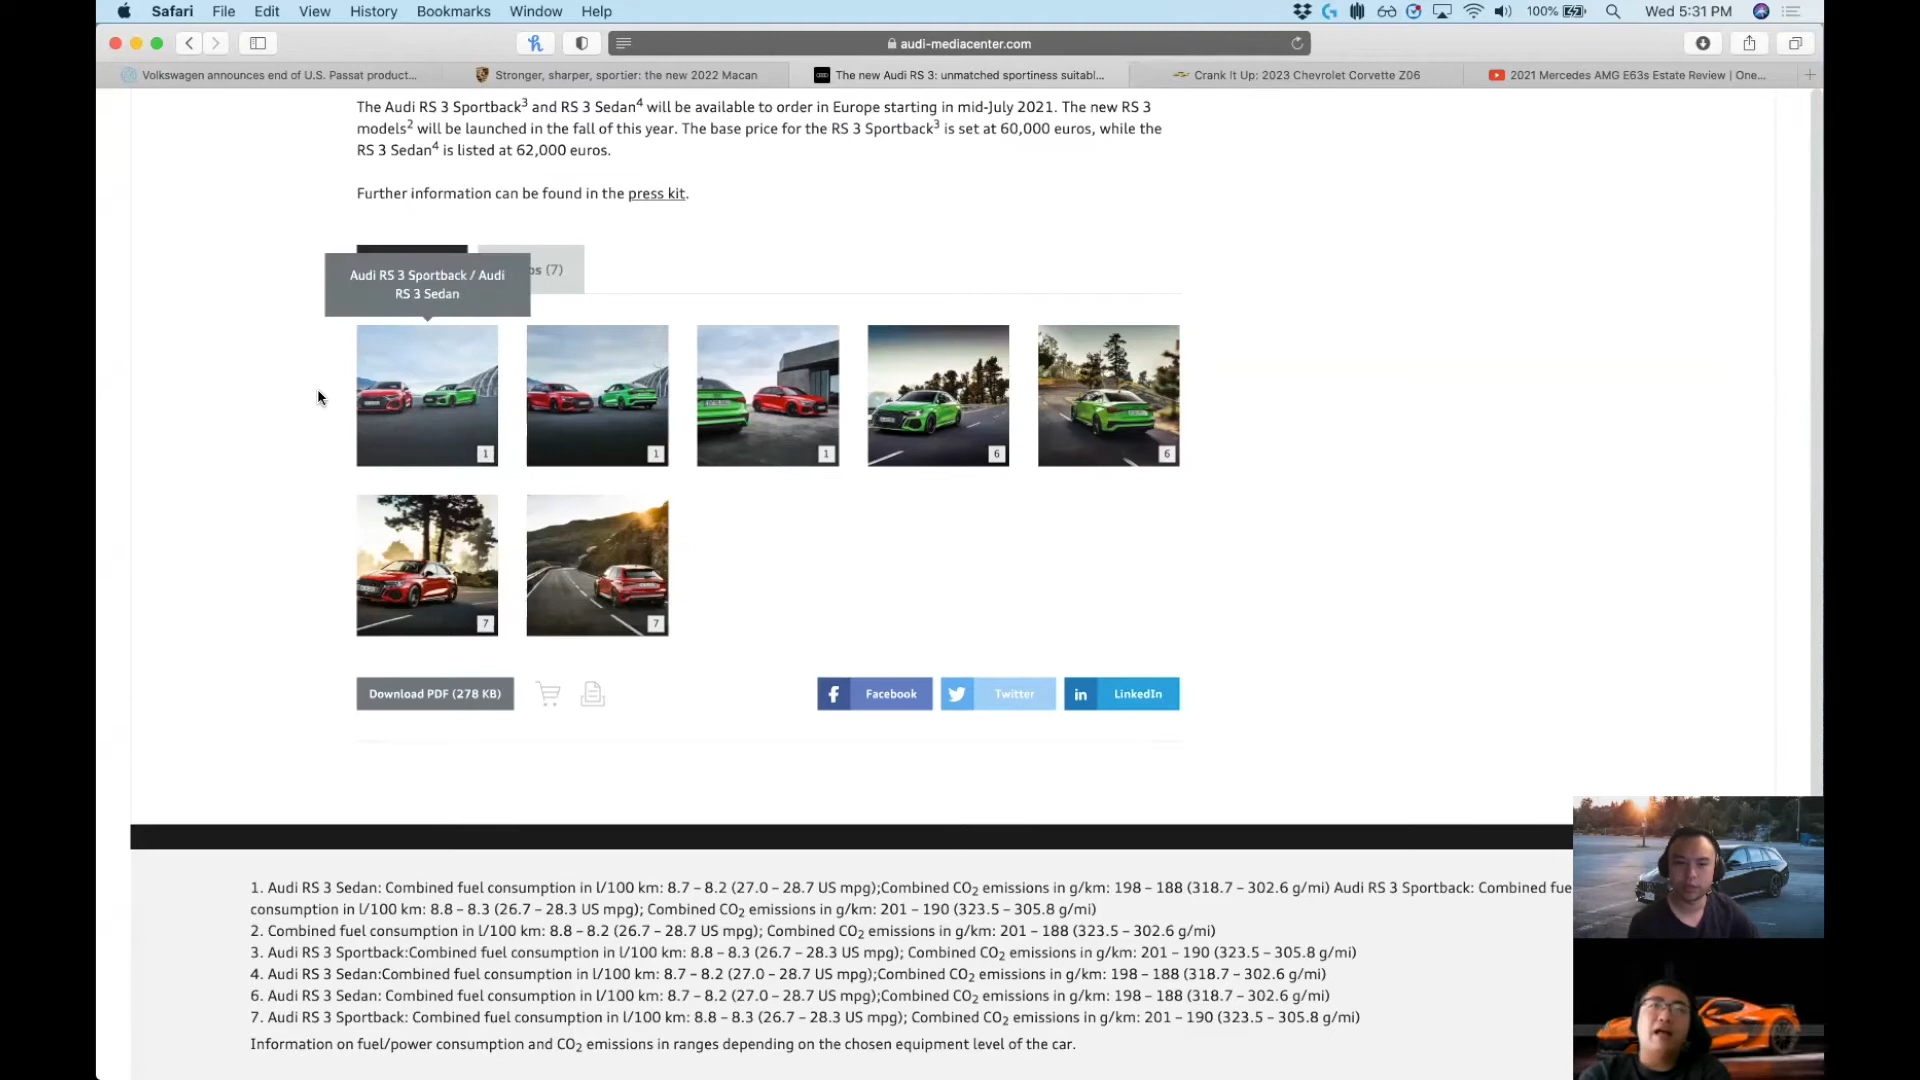 Safari File Edit View History Bookmarks Window Help 100% Wed 5:31 PM
audi-mediacenter.com
Volkswagen announces end of U.S. Passat product... Stronger, sharper, sportier: the new 2022 Macan The new Audi RS 3: unmatched sportiness suitabl... Crank It Up: 2023 Chevrolet Corvette Z06 2021 Mercedes AMG E63s Estate Review | One...
The Audi RS 3 Sportback3 and RS 3 Sedan4 will be available to order in Europe starting in mid-July 2021. The new RS 3
models2 will be launched in the fall of this year. The base price for the RS 3 Sportback3 is set at 60,000 euros, while the
RS 3 Sedan4 is listed at 62,000 euros.
Further information can be found in the press kit.
(7)
Audi RS 3 Sportback / Audi
RS 3 Sedan
1 1 1 6 6
7 7
Download PDF (278 KB) Facebook Twitter LinkedIn
1. Audi RS 3 Sedan: Combined fuel consumption in l/100 km: 8.7 – 8.2 (27.0 – 28.7 US mpg);Combined CO2 emissions in g/km: 198 – 188 (318.7 – 302.6 g/mi) Audi RS 3 Sportback: Combined fue
consumption in l/100 km: 8.8 – 8.3 (26.7 – 28.3 US mpg); Combined CO2 emissions in g/km: 201 – 190 (323.5 – 305.8 g/mi)
2. Combined fuel consumption in l/100 km: 8.8 – 8.2 (26.7 – 28.7 US mpg); Combined CO2 emissions in g/km: 201 – 188 (323.5 – 302.6 g/mi)
3. Audi RS 3 Sportback:Combined fuel consumption in l/100 km: 8.8 – 8.3 (26.7 – 28.3 US mpg); Combined CO2 emissions in g/km: 201 – 190 (323.5 – 305.8 g/mi)
4. Audi RS 3 Sedan:Combined fuel consumption in l/100 km: 8.7 – 8.2 (27.0 – 28.7 US mpg);Combined CO2 emissions in g/km: 198 – 188 (318.7 – 302.6 g/mi)
6. Audi RS 3 Sedan: Combined fuel consumption in l/100 km: 8.7 – 8.2 (27.0 – 28.7 US mpg);Combined CO2 emissions in g/km: 198 – 188 (318.7 – 302.6 g/mi)
7. Audi RS 3 Sportback: Combined fuel consumption in l/100 km: 8.8 – 8.3 (26.7 – 28.3 US mpg); Combined CO2 emissions in g/km: 201 – 190 (323.5 – 305.8 g/mi)
Information on fuel/power consumption and CO2 emissions in ranges depending on the chosen equipment level of the car.